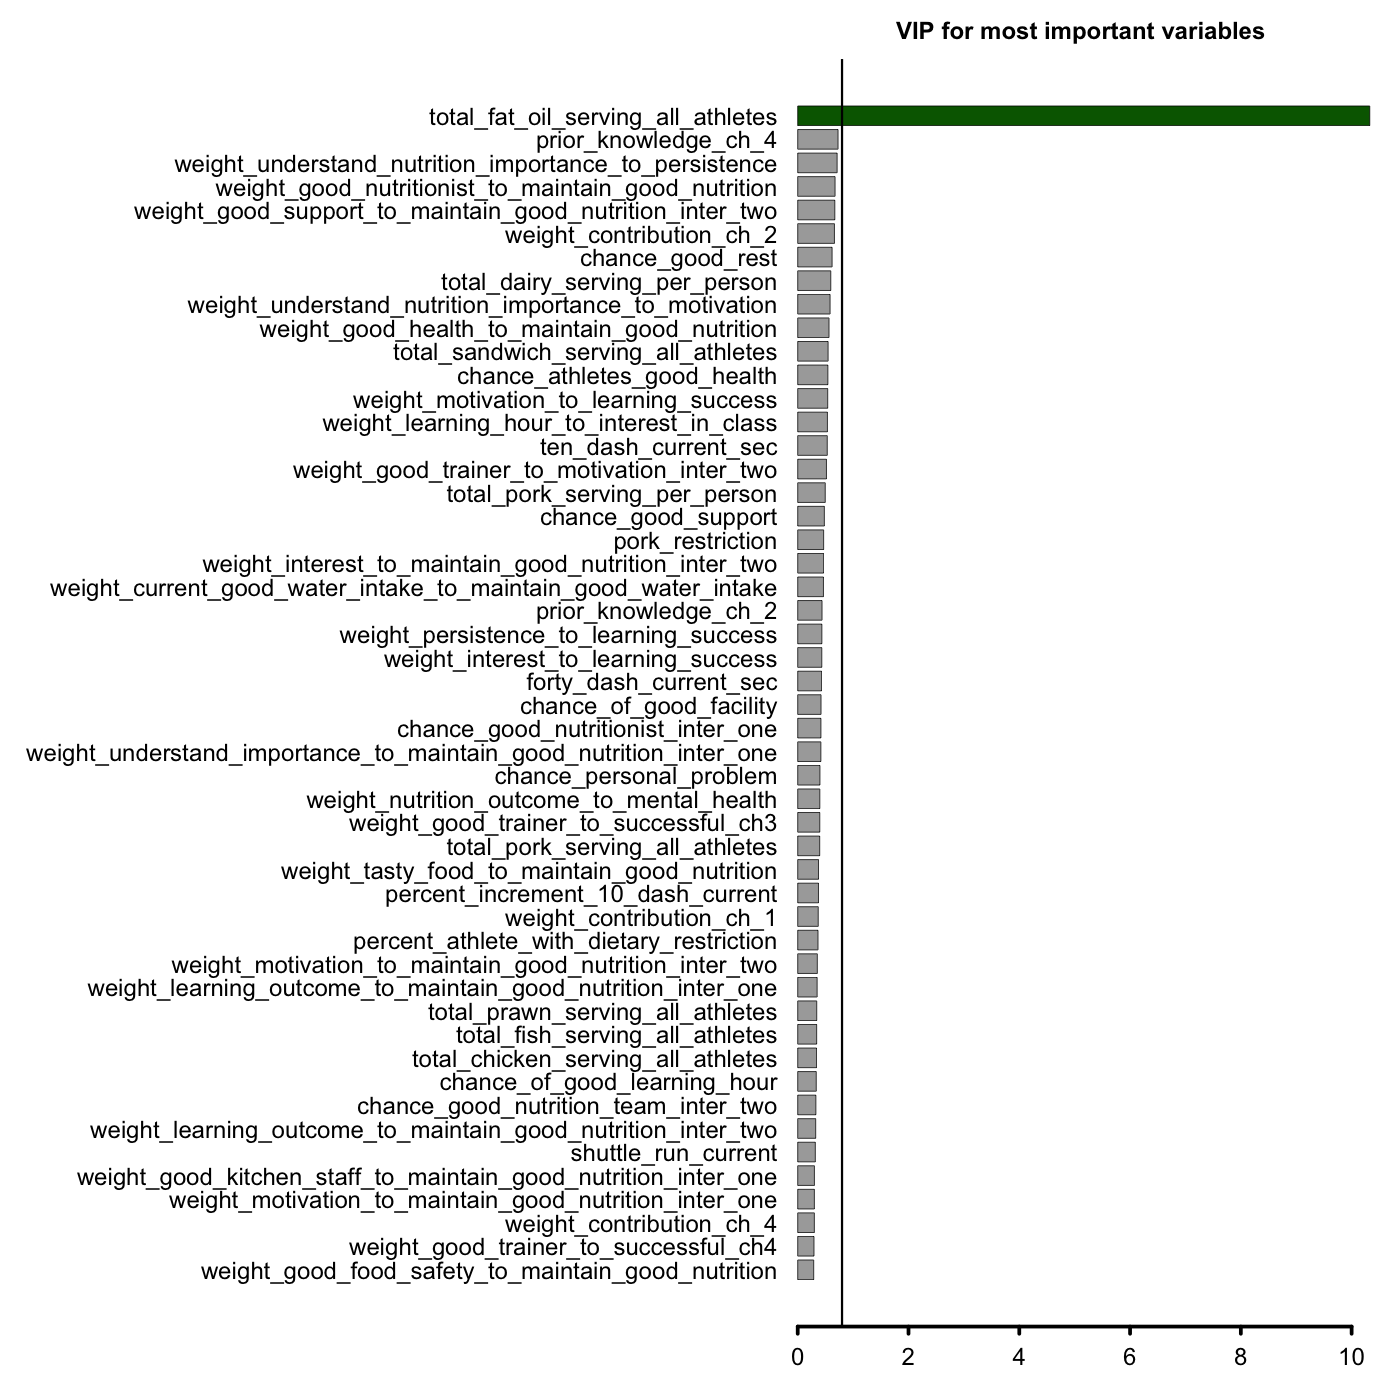 VIP for most important variables
total_fat_oil_serving_all_athletes
prior_knowledge_ch_4
weight_understand_nutrition_importance_to_persistence
weight_good_nutritionist_to_maintain_good_nutrition
weight_good_support_to_maintain_good_nutrition_inter_two
weight_contribution_ch_2
chance_good_rest
total_dairy_serving_per_person
weight_understand_nutrition_importance_to_motivation
weight_good_health_to_maintain_good_nutrition
total_sandwich_serving_all_athletes
chance_athletes_good_health
weight_motivation_to_learning_success
weight_learning_hour_to_interest_in_class
ten_dash_current_sec
weight_good_trainer_to_motivation_inter_two
total_pork_serving_per_person
chance_good_support
pork_restriction
weight_interest_to_maintain_good_nutrition_inter_two
weight_current_good_water_intake_to_maintain_good_water_intake
prior_knowledge_ch_2
weight_persistence_to_learning_success
weight_interest_to_learning_success
forty_dash_current_sec
chance_of_good_facility
chance_good_nutritionist_inter_one
weight_understand_importance_to_maintain_good_nutrition_inter_one
chance_personal_problem
weight_nutrition_outcome_to_mental_health
weight_good_trainer_to_successful_ch3
total_pork_serving_all_athletes
weight_tasty_food_to_maintain_good_nutrition
percent_increment_10_dash_current
weight_contribution_ch_1
percent_athlete_with_dietary_restriction
weight_motivation_to_maintain_good_nutrition_inter_two
weight_learning_outcome_to_maintain_good_nutrition_inter_one
total_prawn_serving_all_athletes
total_fish_serving_all_athletes
total_chicken_serving_all_athletes
chance_of_good_learning_hour
chance_good_nutrition_team_inter_two
weight_learning_outcome_to_maintain_good_nutrition_inter_two
shuttle_run_current
weight_good_kitchen_staff_to_maintain_good_nutrition_inter_one
weight_motivation_to_maintain_good_nutrition_inter_one
weight_contribution_ch_4
weight_good_trainer_to_successful_ch4
weight_good_food_safety_to_maintain_good_nutrition
0 2 4 6 8 10